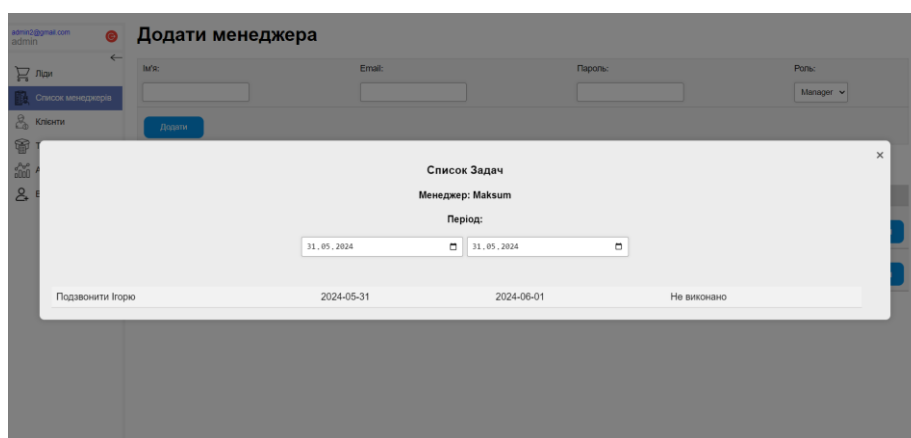 admin2@gmail.com
admin
Додати менеджера
Ліди
Список менеджерів
Клієнти
Ім'я:
Email:
Пароль:
Роль:
Manager
Додати
×
Список Задач
Менеджер: Maksum
Період:
31.05.2024 31.05.2024
Подзвонити Ігорю 2024-05-31 2024-06-01 Не виконано